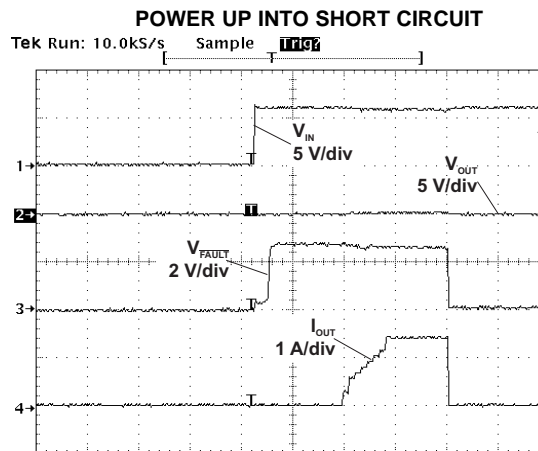 POWER UP INTO SHORT CIRCUIT
Tek Run: 10.0kS/s Sample Trig?
T
VIN
5 V/div
1
T
VOUT
5 V/div
2
T
VFAULT
2 V/div
3
T
IOUT
1 A/div
4
T